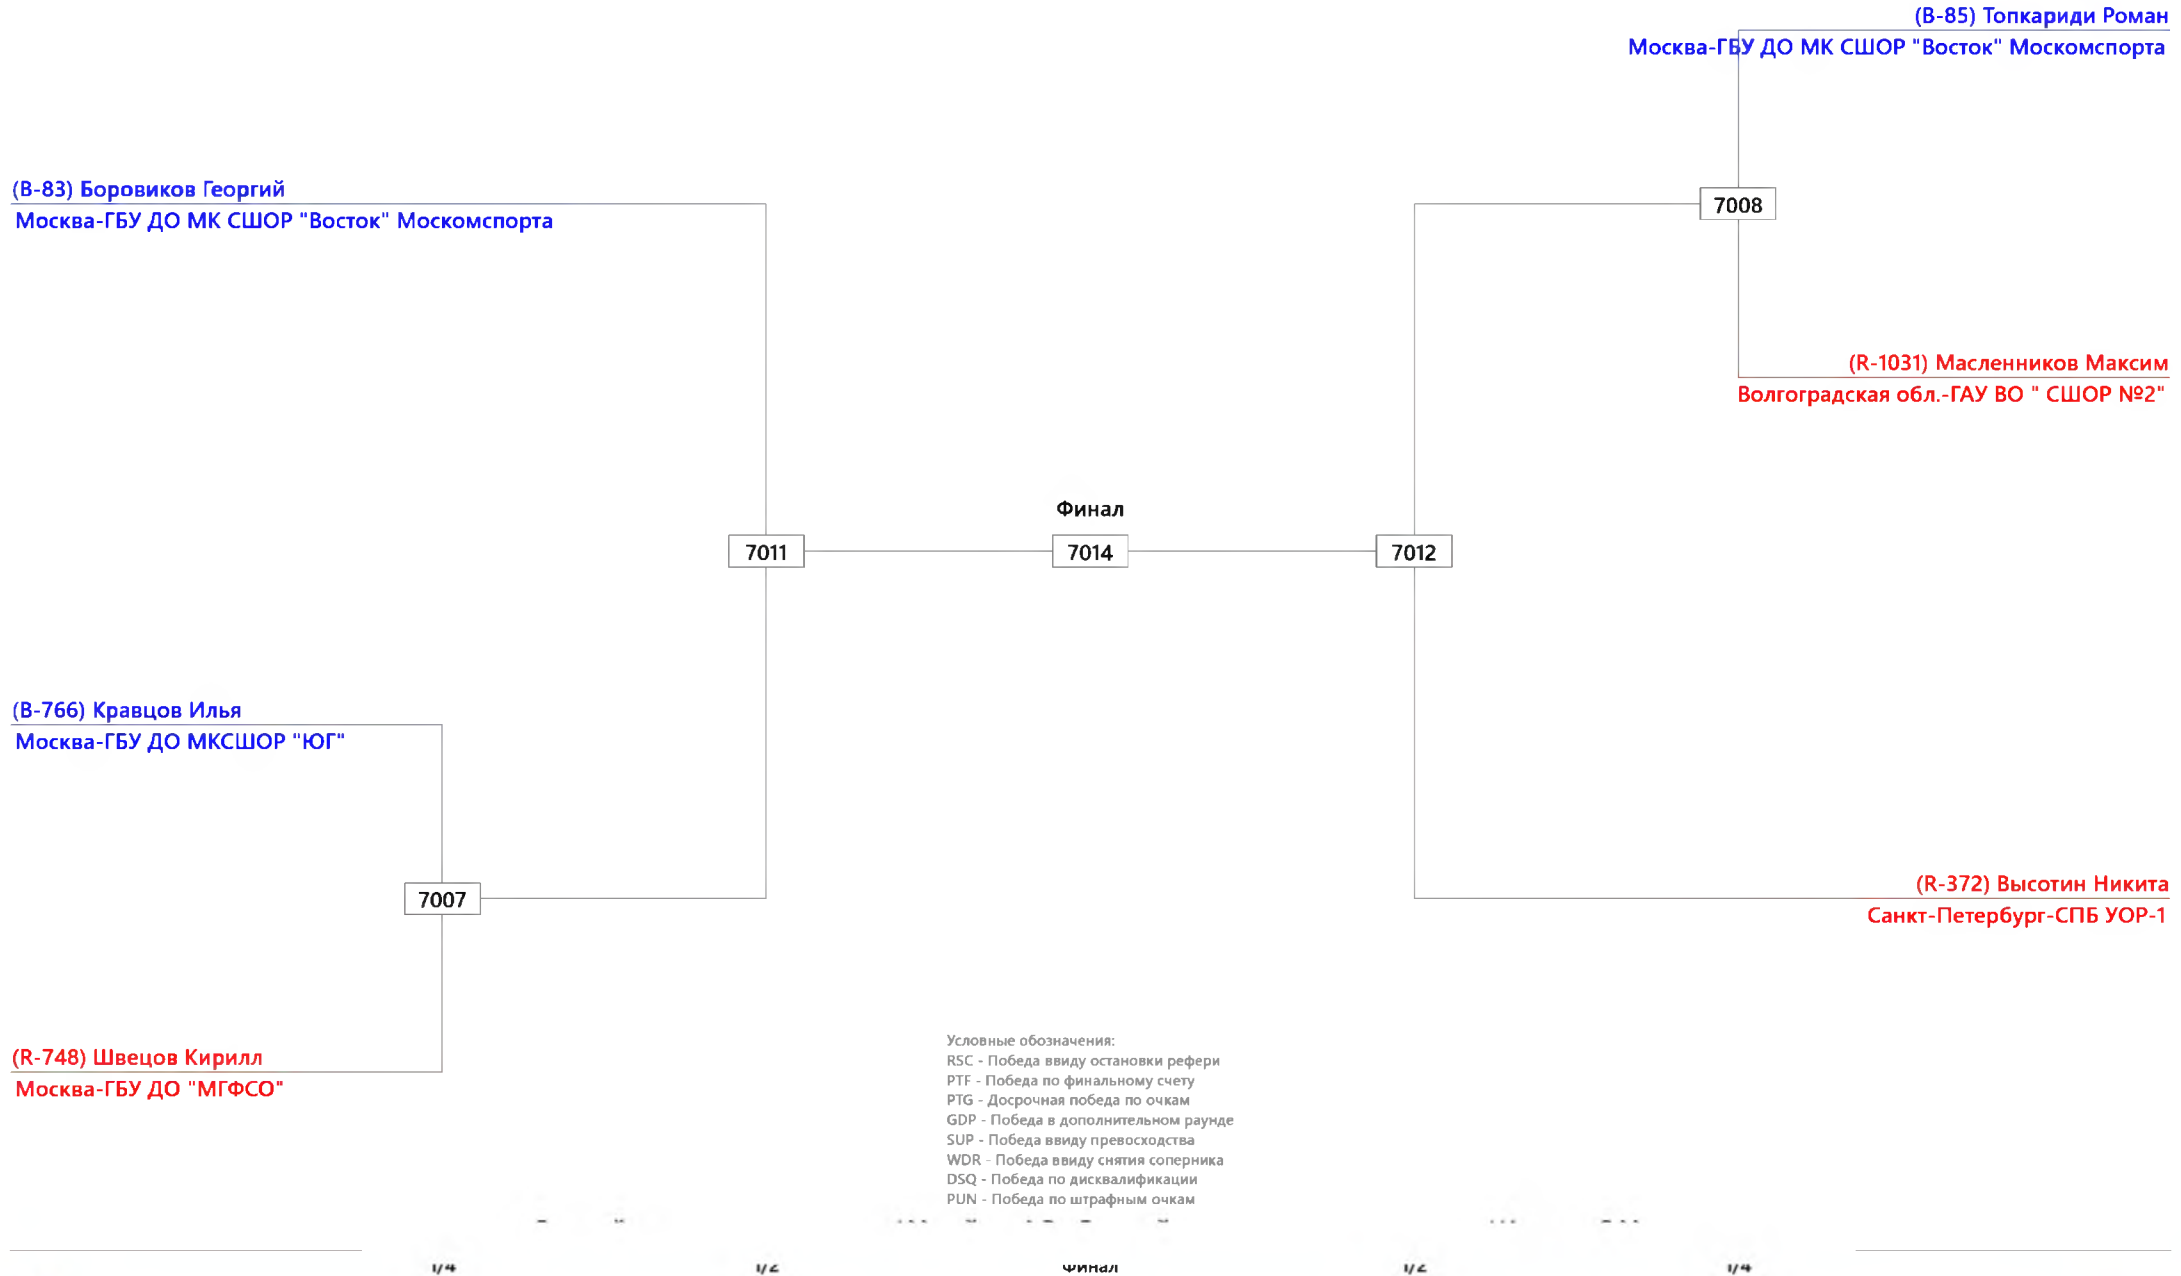 (B-85) Топкариди Роман
Москва-ГБУ ДО МК СШОР "Восток" Москомспорта
(B-83) Боровиков Георгий
Москва-ГБУ ДО МК СШОР "Восток" Москомспорта
7008
(R-1031) Масленников Максим
Волгоградская обл.-ГАУ ВО " СШОР №2"
Финал
7011
7014
7012
(B-766) Кравцов Илья
Москва-ГБУ ДО МКСШОР "ЮГ"
7007
(R-372) Высотин Никита
Санкт-Петербург-СПБ УОР-1
(R-748) Швецов Кирилл
Москва-ГБУ ДО "МГФСО"
Условные обозначения:
RSC - Победа ввиду остановки рефери
PTF - Победа по финальному счету
PTG - Досрочная победа по очкам
GDP - Победа в дополнительном раунде
SUP - Победа ввиду превосходства
WDR - Победа ввиду снятия соперника
DSQ - Победа по дисквалификации
PUN - Победа по штрафным очкам
1/4 1/2 Финал 1/2 1/4